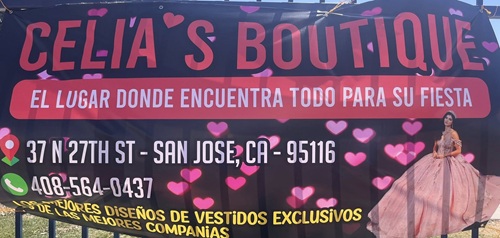 CELIA'S BOUTIQUE
EL LUGAR DONDE ENCUENTRA TODO PARA SU FIESTA
37 N 27TH ST - SAN JOSE, CA - 95116
408-564-0437
MEJORES DISEÑOS DE VESTIDOS EXCLUSIVOS
DE LAS MEJORES COMPAÑIAS